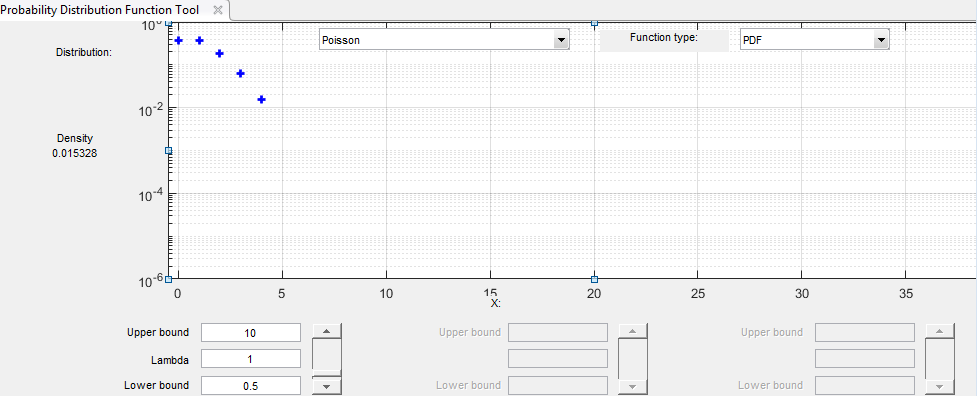 Probability Distribution Function Tool ×
Distribution: Poisson Function type: PDF
10^0
10^-2
Density
0.015328
10^-4
10^-6
0 5 10 15 20 25 30 35
X:
Upper bound 10 Upper bound Upper bound
Lambda 1
Lower bound 0.5 Lower bound Lower bound